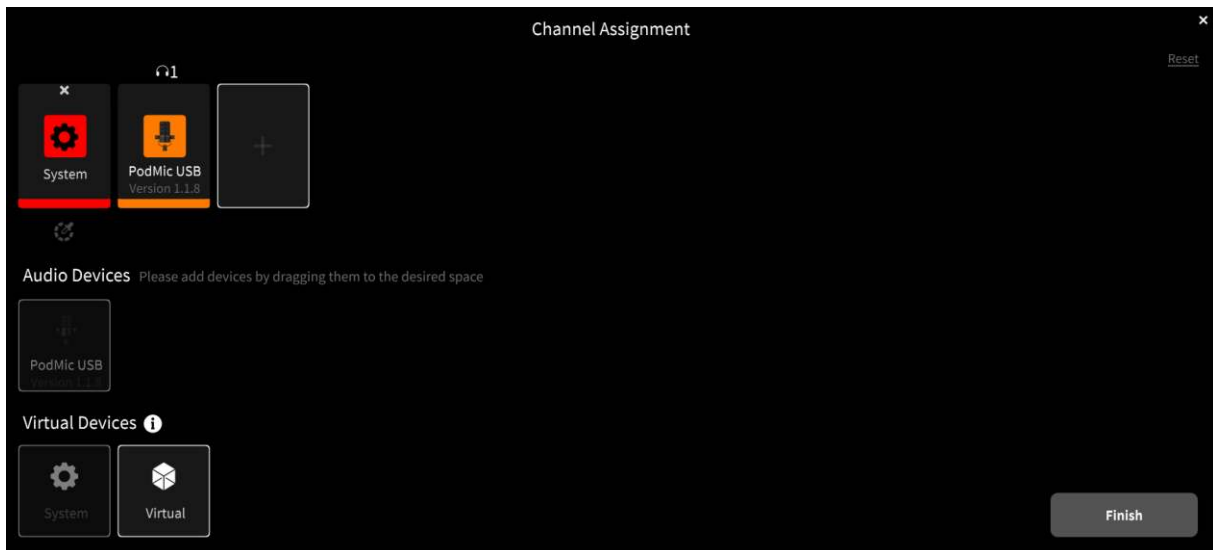 Channel Assignment
Reset
1
System
PodMic USB
Version 1.1.8
Audio Devices Please add devices by dragging them to the desired space
PodMic USB
Version 1.1.8
Virtual Devices
System
Virtual
Finish